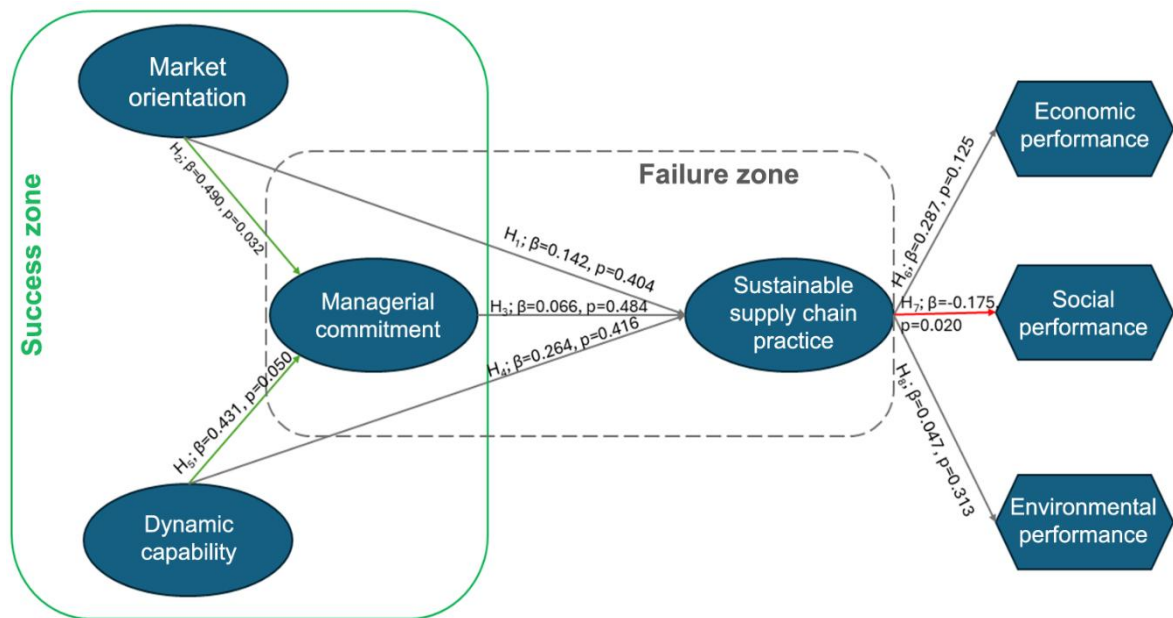 Success zone
Market
orientation
H₂; β=0.490, p=0.032
Failure zone
H₁; β=0.142, p=0.404
Managerial
commitment
H₃; β=0.066, p=0.484
H₄; β=0.264, p=0.416
H₅; β=0.431, p=0.050
Dynamic
capability
Sustainable
supply chain
practice
H₆; β=0.287, p=0.125
H₇; β=-0.175,
p=0.020
H₈; β=0.047, p=0.313
Economic
performance
Social
performance
Environmental
performance